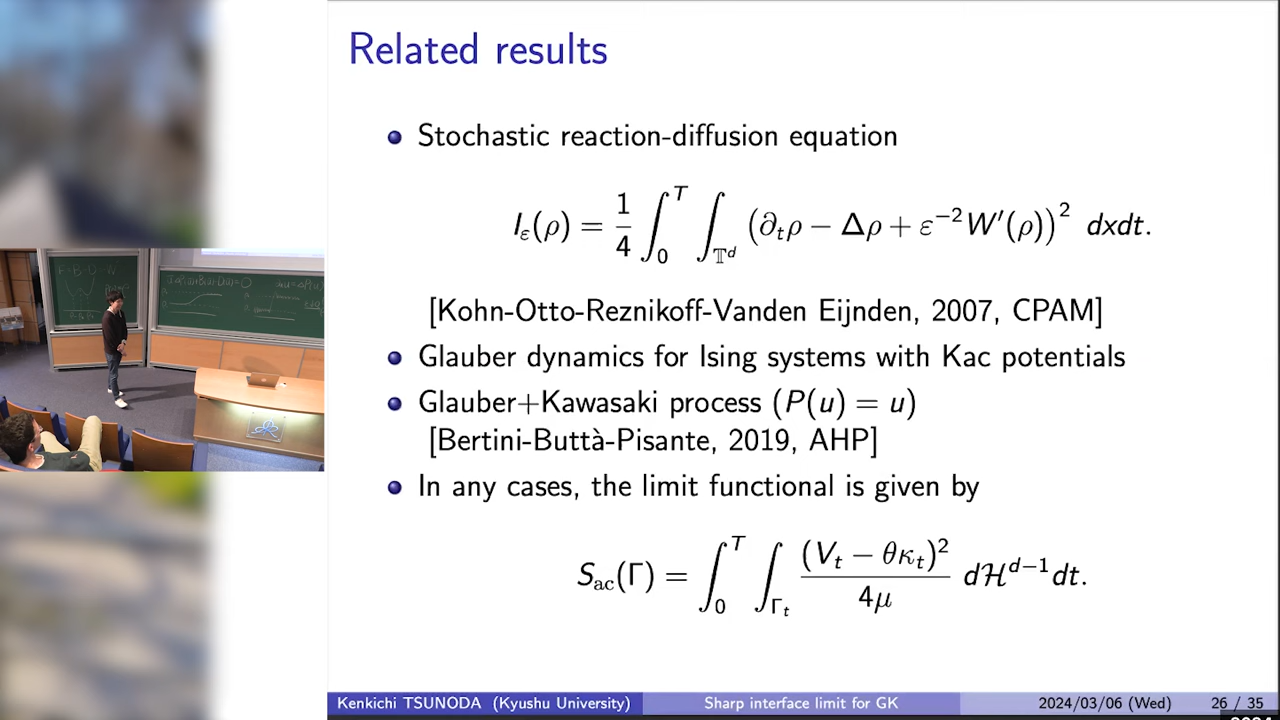 Related results
Stochastic reaction-diffusion equation
I_ε(ρ) = 1/4 ∫_0^T ∫_{𝕋^d} (∂_tρ − Δρ + ε^{−2}W′(ρ))^2 dxdt.
[Kohn-Otto-Reznikoff-Vanden Eijnden, 2007, CPAM]
Glauber dynamics for Ising systems with Kac potentials
Glauber+Kawasaki process (P(u) = u)
[Bertini-Buttà-Pisante, 2019, AHP]
In any cases, the limit functional is given by
S_ac(Γ) = ∫_0^T ∫_{Γ_t} (V_t − θκ_t)^2 / 4μ dℋ^{d−1}dt.
Kenkichi TSUNODA (Kyushu University) Sharp interface limit for GK 2024/03/06 (Wed) 26 / 35